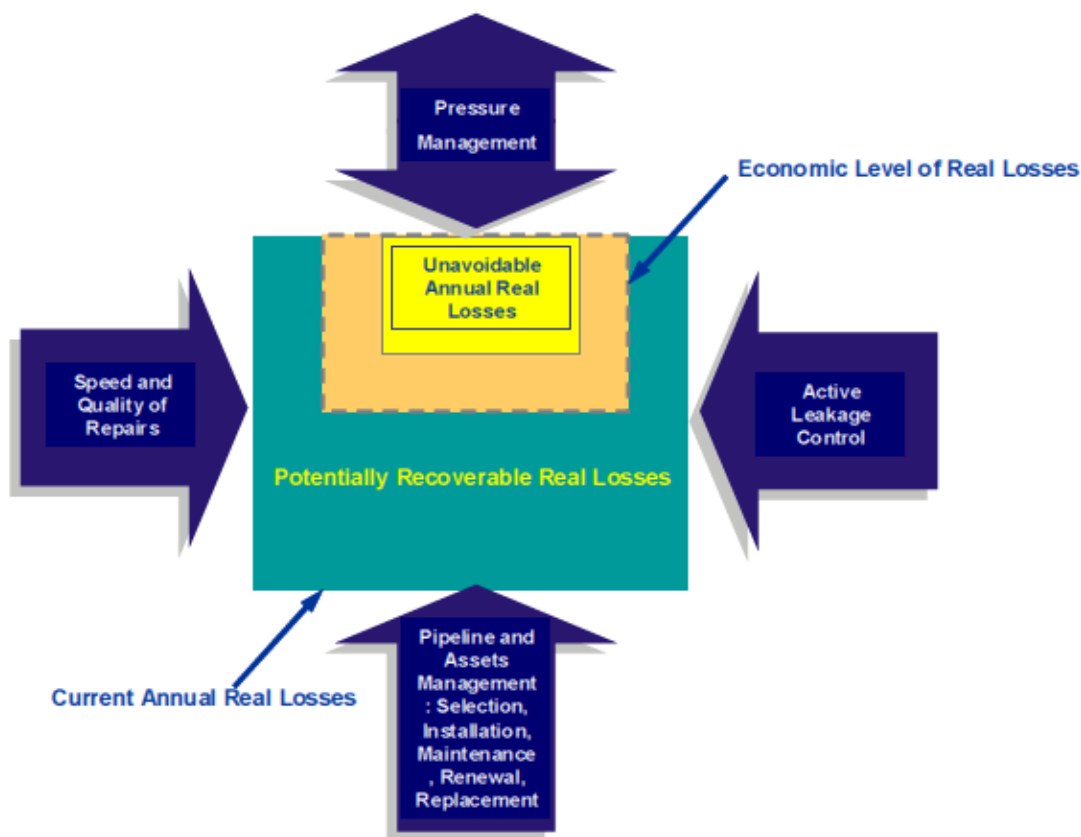 Pressure
Management
Economic Level of Real Losses
Unavoidable
Annual Real
Losses
Speed and
Quality of
Repairs
Active
Leakage
Control
Potentially Recoverable Real Losses
Current Annual Real Losses
Pipeline and
Assets
Management
: Selection,
Installation,
Maintenance
, Renewal,
Replacement